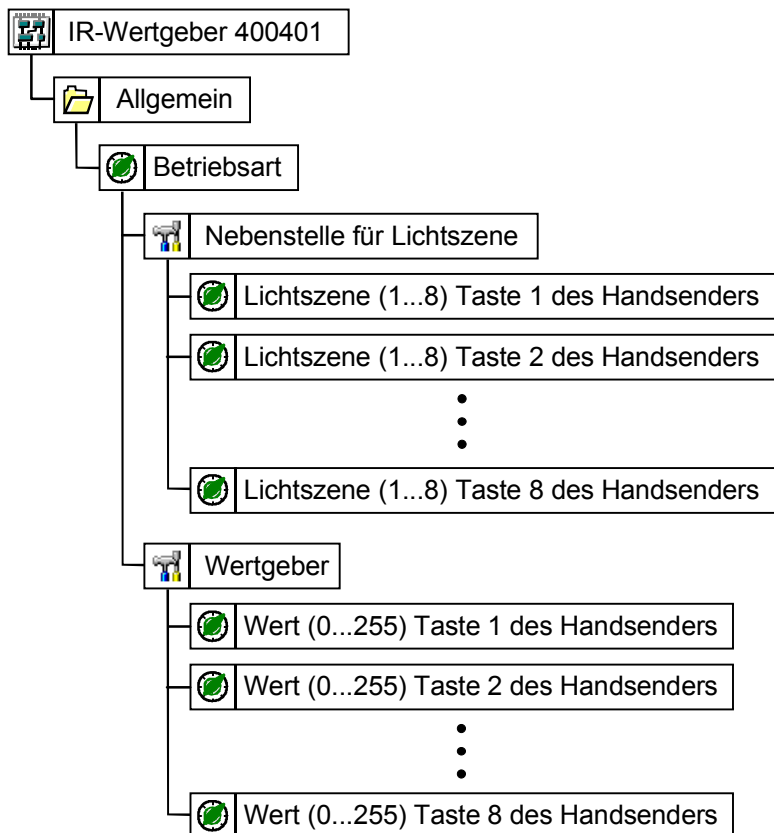 IR-Wertgeber 400401
Allgemein
Betriebsart
Nebenstelle für Lichtszene
Lichtszene (1...8) Taste 1 des Handsenders
Lichtszene (1...8) Taste 2 des Handsenders
Lichtszene (1...8) Taste 8 des Handsenders
Wertgeber
Wert (0...255) Taste 1 des Handsenders
Wert (0...255) Taste 2 des Handsenders
Wert (0...255) Taste 8 des Handsenders